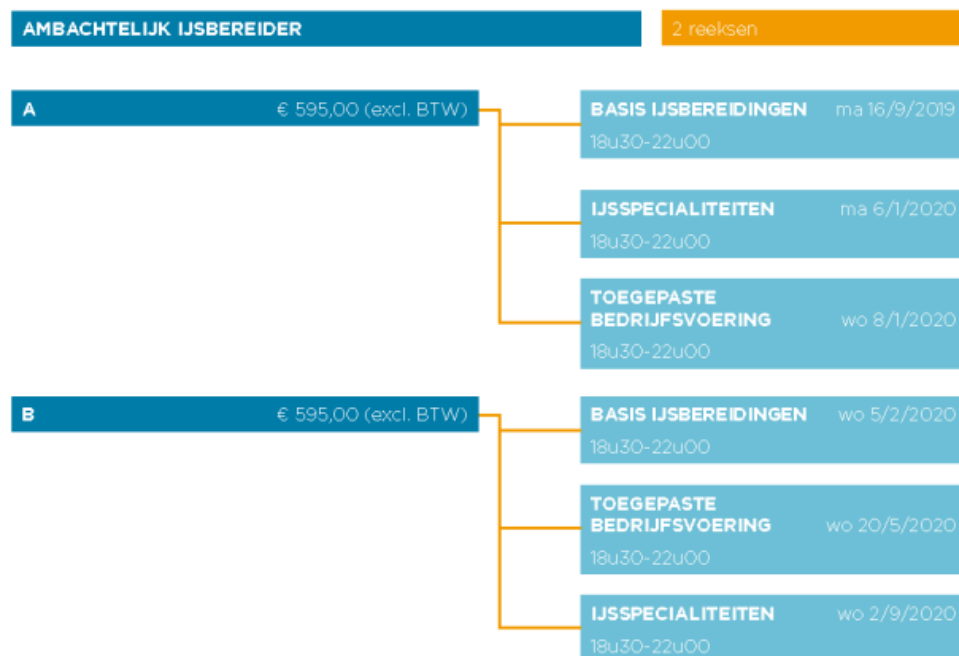 AMBACHTELIJK IJSBEREIDER
2 reeksen
A € 595,00 (excl. BTW)
BASIS IJSBEREIDINGEN ma 16/9/2019
18u30-22u00
IJSSPECIALITEITEN ma 6/1/2020
18u30-22u00
TOEGEPASTE
BEDRIJFSVOERING wo 8/1/2020
18u30-22u00
B € 595,00 (excl. BTW)
BASIS IJSBEREIDINGEN wo 5/2/2020
18u30-22u00
TOEGEPASTE
BEDRIJFSVOERING wo 20/5/2020
18u30-22u00
IJSSPECIALITEITEN wo 2/9/2020
18u30-22u00